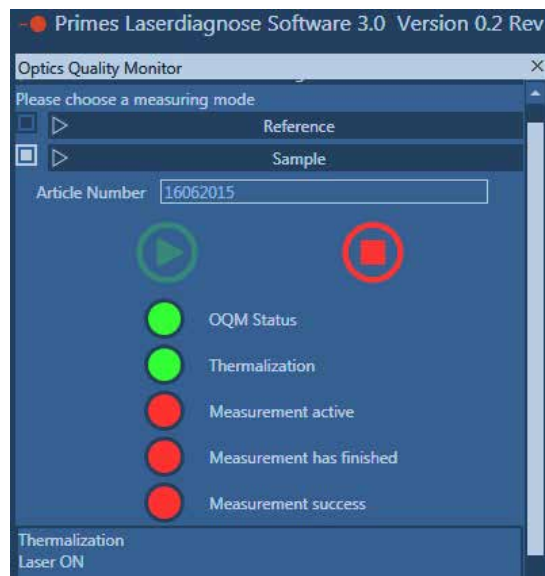 Primes Laserdiagnose Software 3.0 Version 0.2 Rev
Optics Quality Monitor
Please choose a measuring mode
Reference
Sample
Article Number 16062015
OQM Status
Thermalization
Measurement active
Measurement has finished
Measurement success
Thermalization
Laser ON